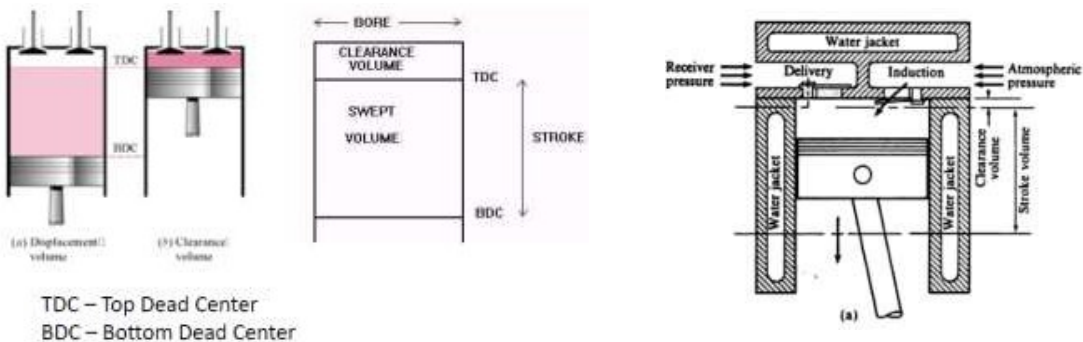 TDC
BDC
(a) Displacement
volume
(b) Clearance
volume
BORE
CLEARANCE
VOLUME
TDC
SWEPT
VOLUME
STROKE
BDC
TDC – Top Dead Center
BDC – Bottom Dead Center
Water jacket
Receiver
pressure
Delivery
Induction
Atmospheric
pressure
Water jacket
Water jacket
Clearance
volume
Stroke volume
(a)